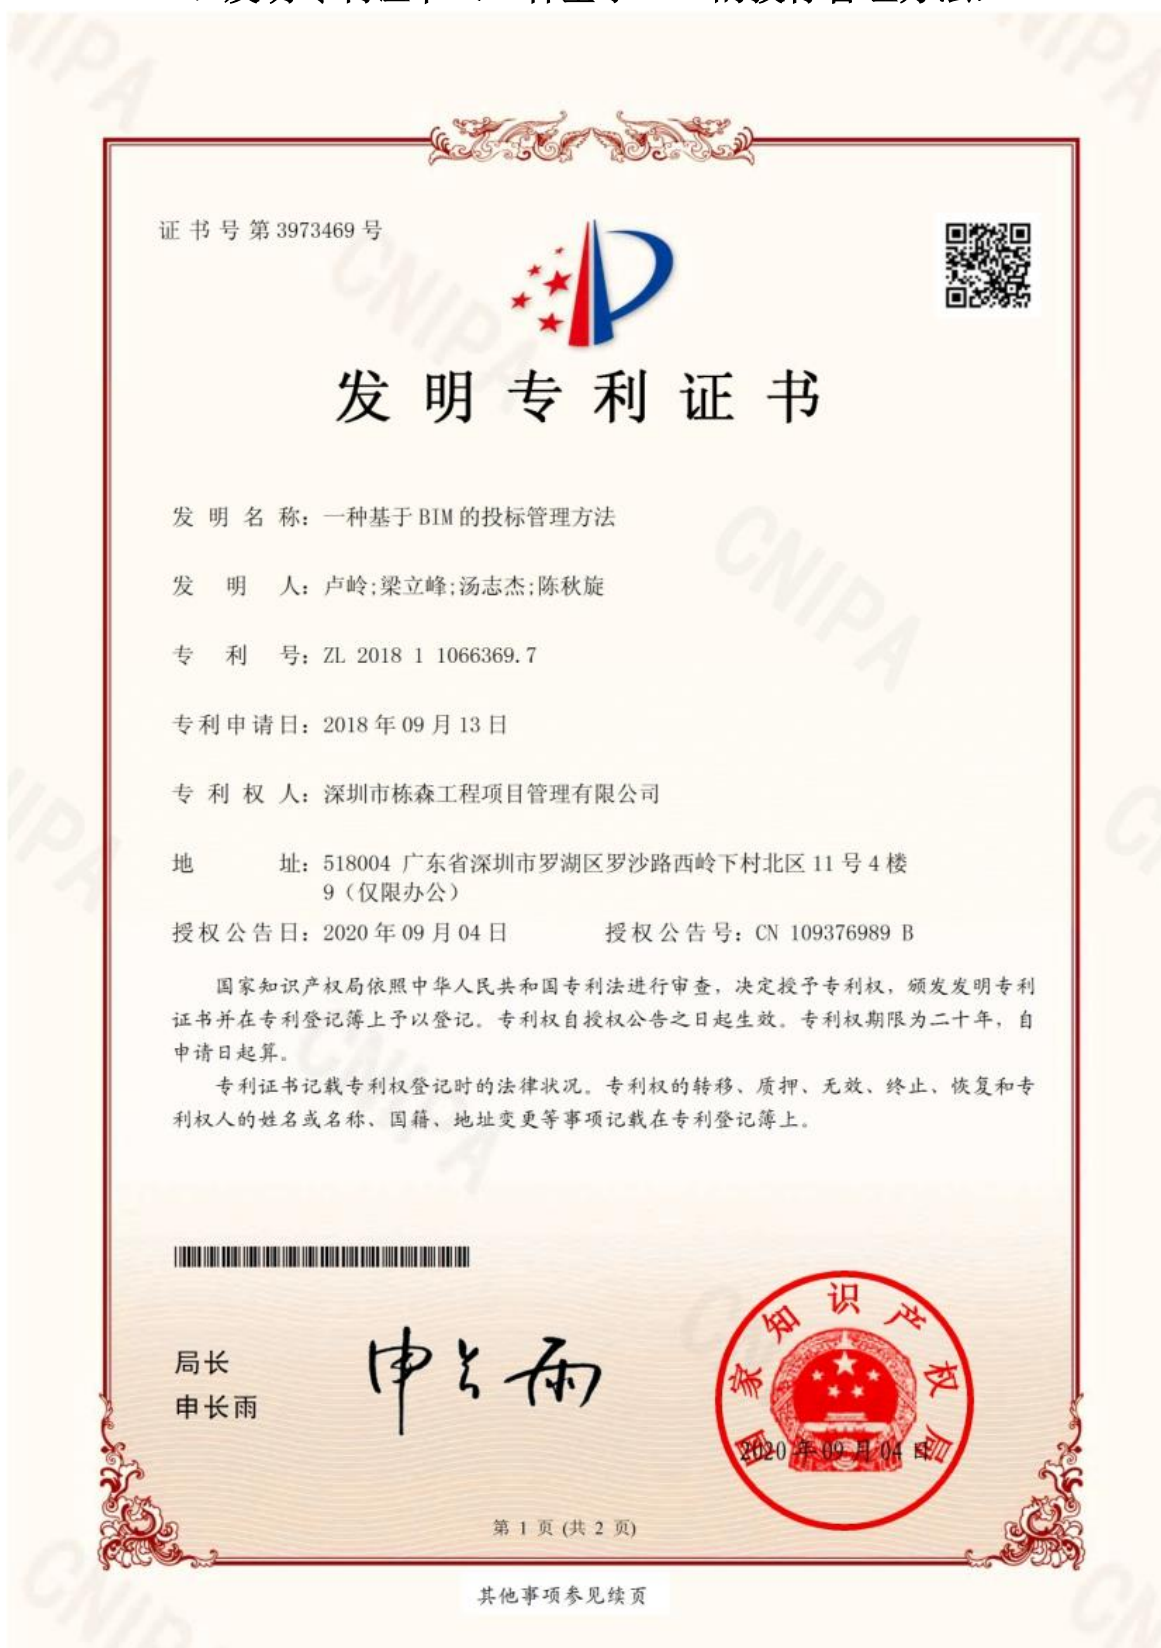 证书号第3973469号
发明专利证书
发明名称：一种基于BIM的投标管理方法
发明人：卢岭;梁立峰;汤志杰;陈秋旋
专利号：ZL 2018 1 1066369.7
专利申请日：2018年09月13日
专利权人：深圳市栋森工程项目管理有限公司
地址：518004 广东省深圳市罗湖区罗沙路西岭下村北区11号4楼
9（仅限办公）
授权公告日：2020年09月04日 授权公告号：CN 109376989 B
国家知识产权局依照中华人民共和国专利法进行审查，决定授予专利权，颁发发明专利
证书并在专利登记簿上予以登记。专利权自授权公告之日起生效。专利权期限为二十年，自
申请日起算。
专利证书记载专利权登记时的法律状况。专利权的转移、质押、无效、终止、恢复和专
利权人的姓名或名称、国籍、地址变更等事项记载在专利登记簿上。
局长
申长雨
申长雨
国家知识产权局
2020年09月04日
第 1 页 (共 2 页)
其他事项参见续页
CNIPA